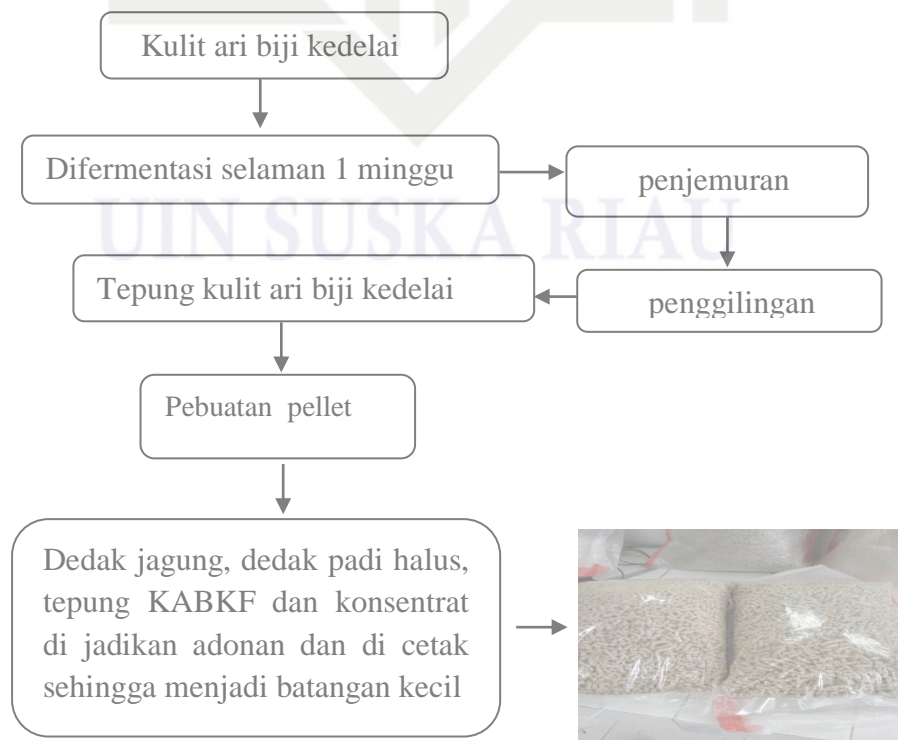 Kulit ari biji kedelai
Difermentasi selaman 1 minggu
penjemuran
UIN SUSKA RIAU
Tepung kulit ari biji kedelai
penggilingan
Pebuatan pellet
Dedak jagung, dedak padi halus,
tepung KABKF dan konsentrat
di jadikan adonan dan di cetak
sehingga menjadi batangan kecil